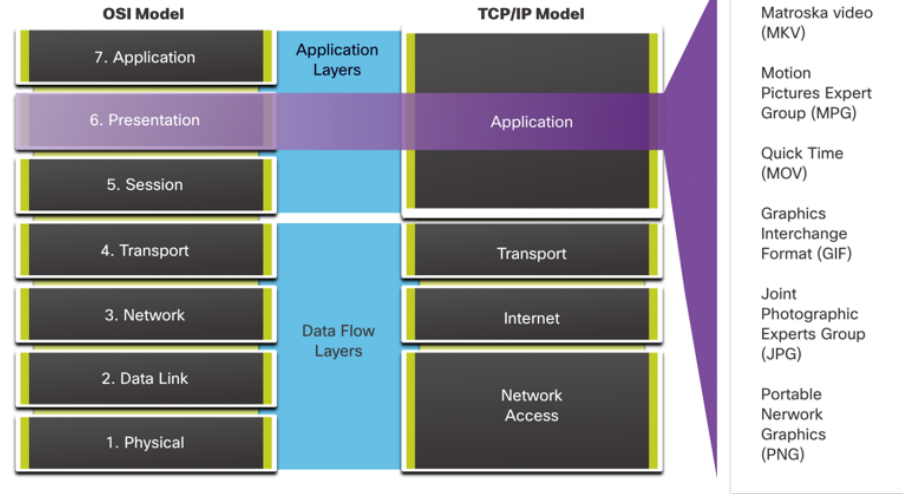 OSI Model
TCP/IP Model
7. Application
6. Presentation
5. Session
4. Transport
3. Network
2. Data Link
1. Physical
Application
Layers
Data Flow
Layers
Application
Transport
Internet
Network
Access
Matroska video
(MKV)
Motion
Pictures Expert
Group (MPG)
Quick Time
(MOV)
Graphics
Interchange
Format (GIF)
Joint
Photographic
Experts Group
(JPG)
Portable
Nerwork
Graphics
(PNG)